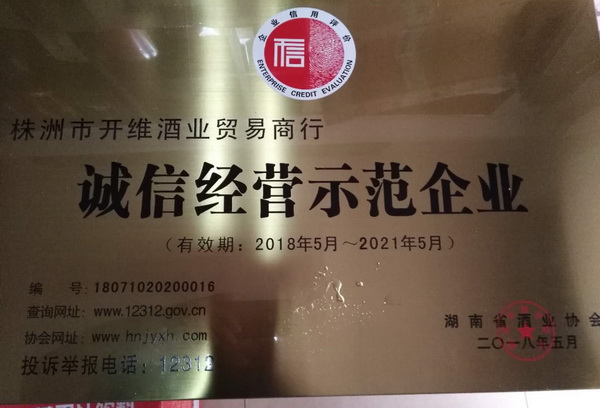 企业信用评价
信
ENTERPRISE CREDIT EVALUATION
株洲市开维酒业贸易商行
诚信经营示范企业
（有效期：2018年5月～2021年5月）
编 号：18071020200016
查询网址：www.12312.gov.cn
协会网址：www.hnjyxh.com
投诉举报电话：12312
湖南省酒业协会
二〇一八年五月